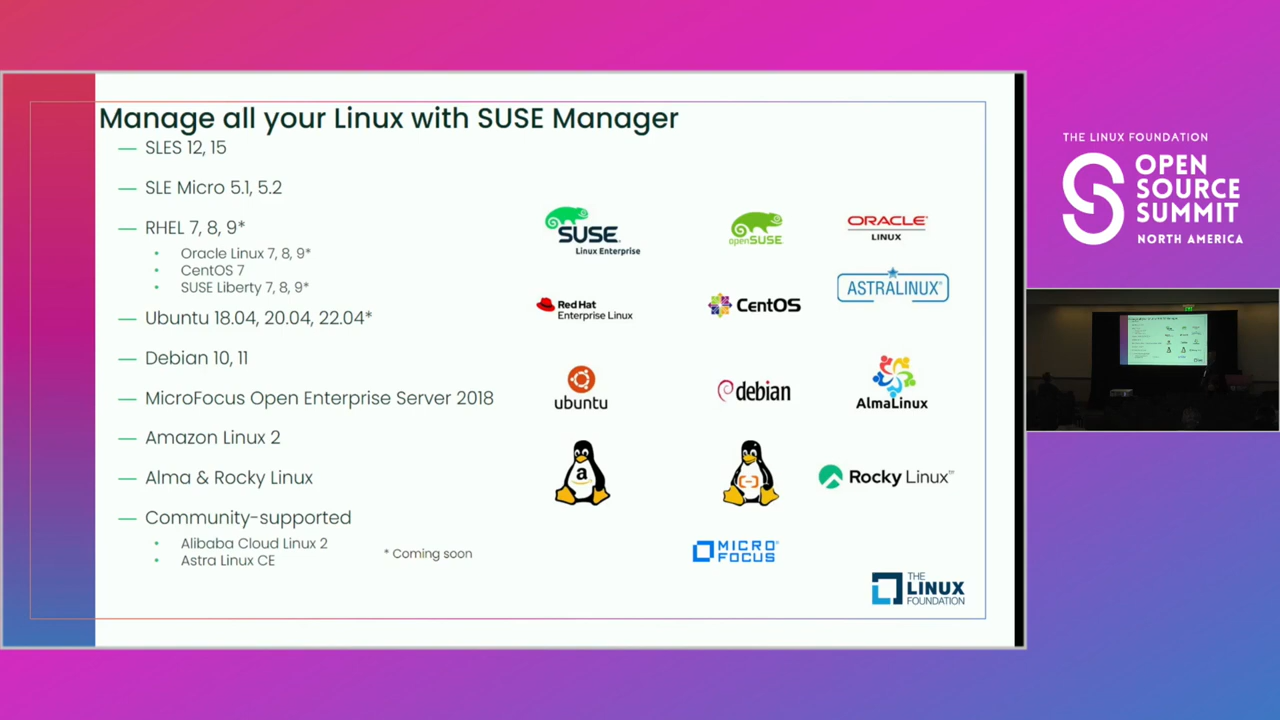 Manage all your Linux with SUSE Manager
— SLES 12, 15
— SLE Micro 5.1, 5.2
— RHEL 7, 8, 9*
• Oracle Linux 7, 8, 9*
• CentOS 7
• SUSE Liberty 7, 8, 9*
— Ubuntu 18.04, 20.04, 22.04*
— Debian 10, 11
— MicroFocus Open Enterprise Server 2018
— Amazon Linux 2
— Alma & Rocky Linux
— Community-supported
• Alibaba Cloud Linux 2
• Astra Linux CE
* Coming soon
SUSE
Linux Enterprise
openSUSE
ORACLE
LINUX
Red Hat
Enterprise Linux
CentOS
ASTRALINUX
ubuntu
debian
AlmaLinux
a
Rocky Linux™
MICRO
FOCUS
THE
LINUX
FOUNDATION
THE LINUX FOUNDATION
OPEN
SOURCE
SUMMIT
NORTH AMERICA